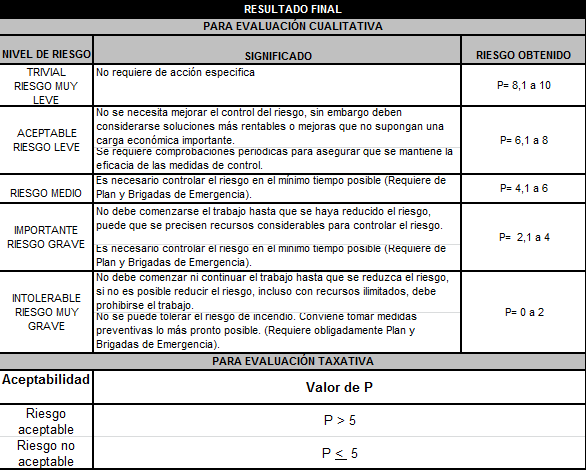 RESULTADO FINAL
PARA EVALUACIÓN CUALITATIVA
NIVEL DE RIESGO
SIGNIFICADO
RIESGO OBTENIDO
TRIVIAL
RIESGO MUY
LEVE
No requiere de acción especifica
P= 8,1 a 10
ACEPTABLE
RIESGO LEVE
No se necesita mejorar el control del riesgo, sin embargo deben
considerarse soluciones más rentables o mejoras que no supongan una
carga económica importante.
Se requiere comprobaciones periódicas para asegurar que se mantiene la
eficacia de las medidas de control.
P= 6,1 a 8
RIESGO MEDIO
Es necesario controlar el riesgo en el mínimo tiempo posible (Requiere de
Plan y Brigadas de Emergencia).
P= 4,1 a 6
IMPORTANTE
RIESGO GRAVE
No debe comenzarse el trabajo hasta que se haya reducido el riesgo,
puede que se precisen recursos considerables para controlar el riesgo.
Es necesario controlar el riesgo en el mínimo tiempo posible (Requiere de
Plan y Brigadas de Emergencia).
P= 2,1 a 4
INTOLERABLE
RIESGO MUY
GRAVE
No debe comenzar ni continuar el trabajo hasta que se reduzca el riesgo,
si no es posible reducir el riesgo, incluso con recursos ilimitados, debe
prohibirse el trabajo.
No se puede tolerar el riesgo de incendio. Conviene tomar medidas
preventivas lo más pronto posible. (Requiere obligadamente Plan y
Brigadas de Emergencia).
P= 0 a 2
PARA EVALUACIÓN TAXATIVA
Aceptabilidad
Valor de P
Riesgo
aceptable
P > 5
Riesgo no
aceptable
P ≤ 5